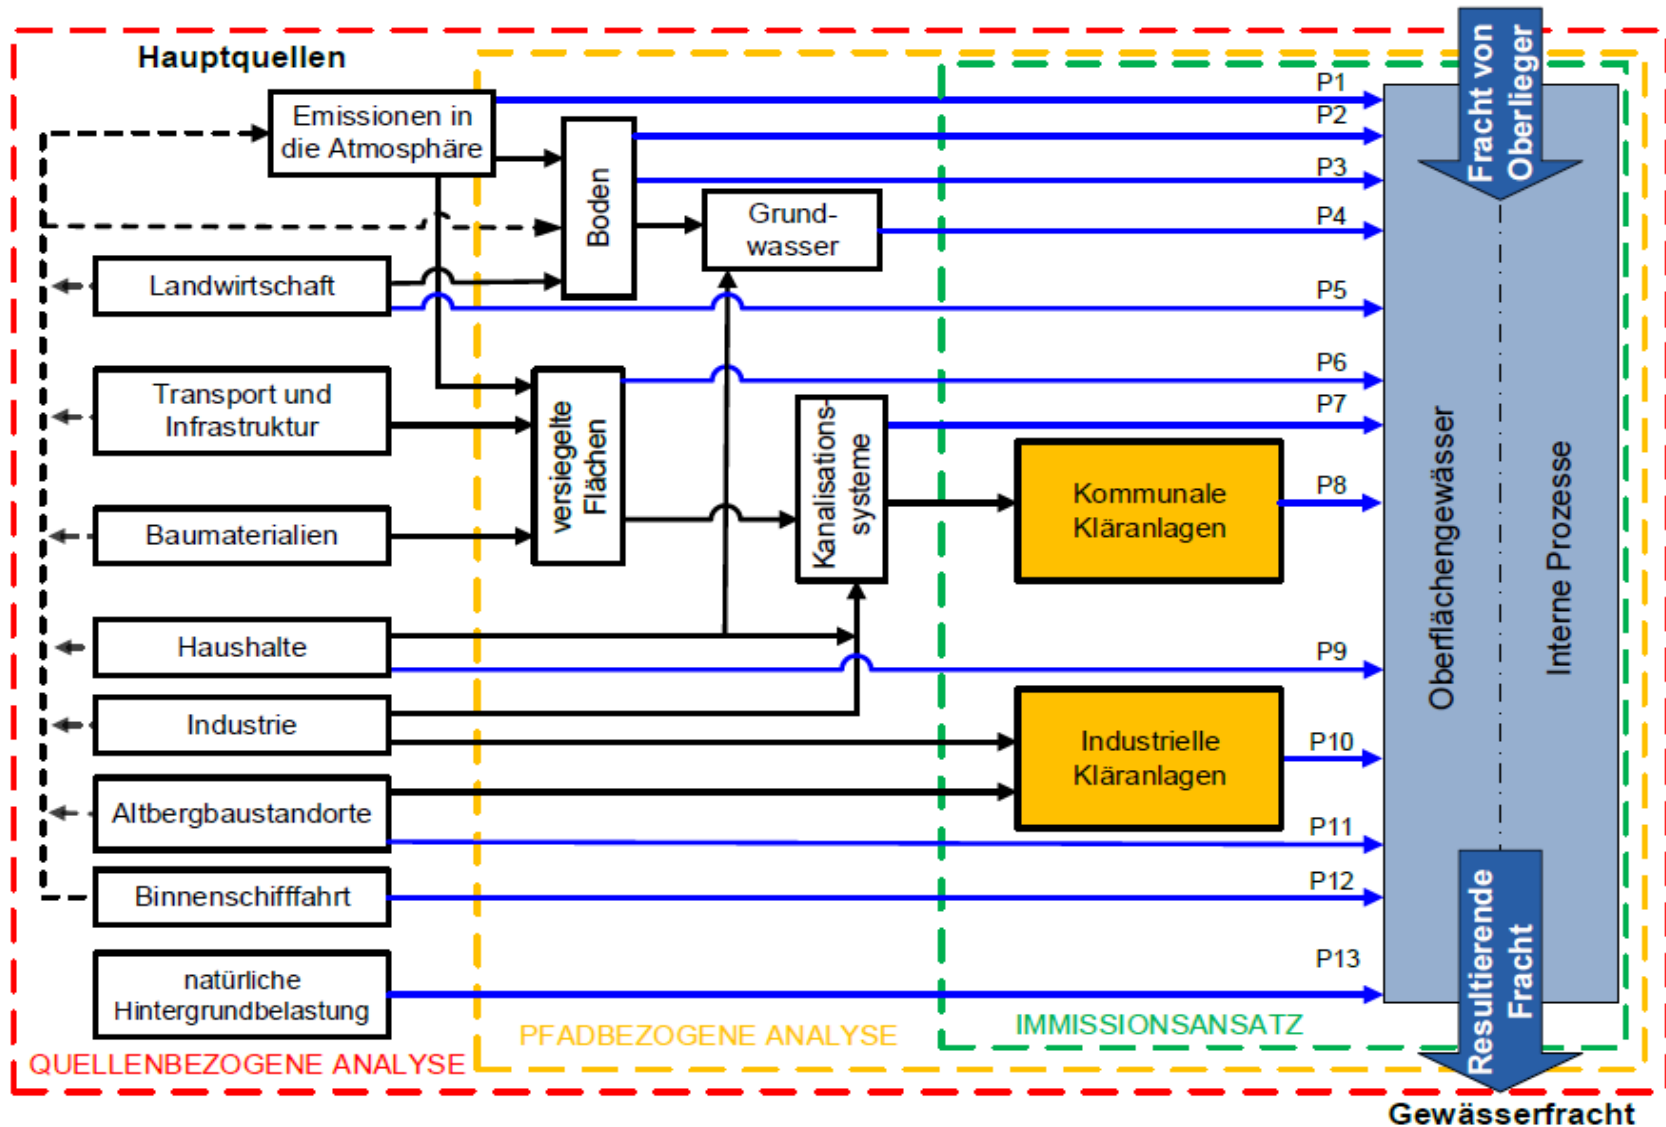 Hauptquellen
Emissionen in
die Atmosphäre
Boden
Grund-
wasser
Landwirtschaft
Transport und
Infrastruktur
versiegelte
Flächen
Kanalisations-
systeme
Baumaterialien
Kommunale
Kläranlagen
Haushalte
Industrie
Industrielle
Kläranlagen
Altbergbaustandorte
Binnenschifffahrt
natürliche
Hintergrundbelastung
P1
P2
P3
P4
P5
P6
P7
P8
P9
P10
P11
P12
P13
Fracht von
Oberlieger
Oberflächengewässer
Interne Prozesse
Resultierende
Fracht
QUELLENBEZOGENE ANALYSE
PFADBEZOGENE ANALYSE
IMMISSIONSANSATZ
Gewässerfracht